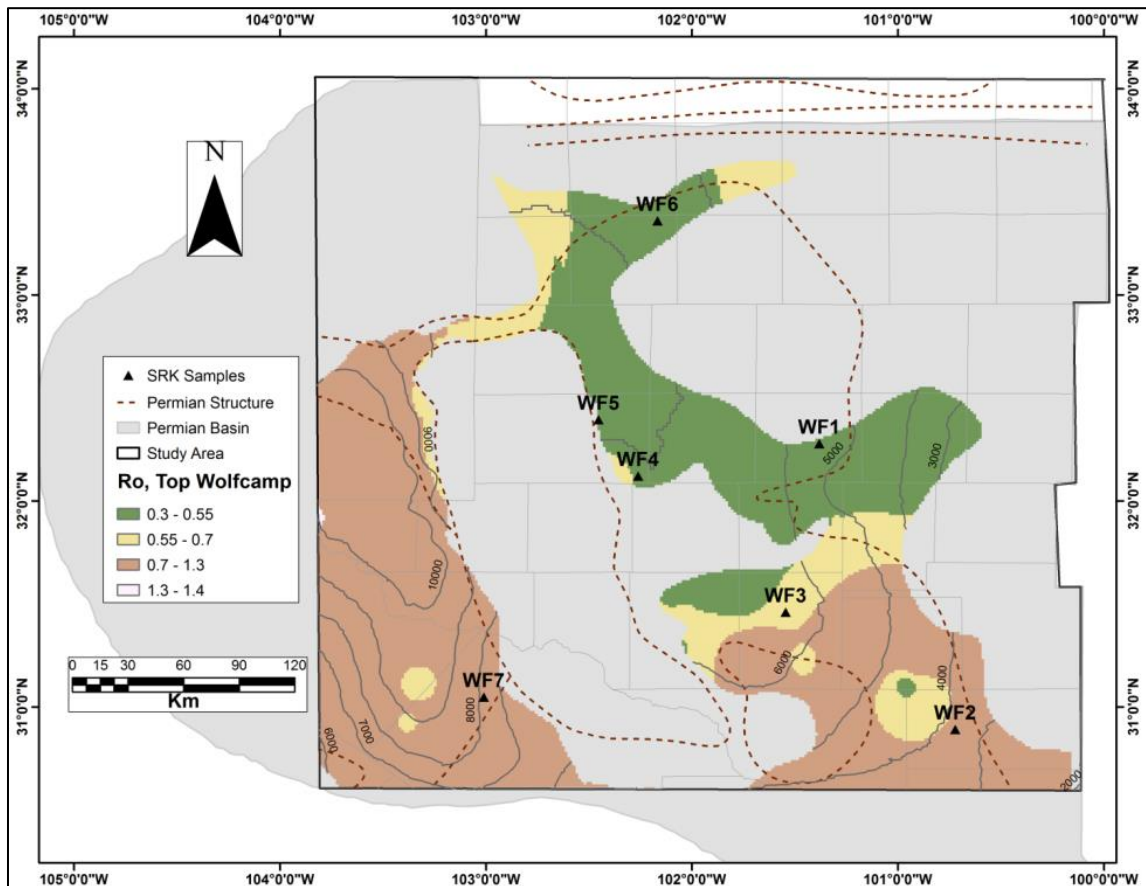 105°0'0"W 104°0'0"W 103°0'0"W 102°0'0"W 101°0'0"W 100°0'0"W
34°0'0"N
34°0'0"N
N
WF6
33°0'0"N
33°0'0"N
SRK Samples
Permian Structure
Permian Basin
Study Area
Ro, Top Wolfcamp
0.3 - 0.55
0.55 - 0.7
0.7 - 1.3
1.3 - 1.4
WF5
WF1
WF4
9000
5000
3000
32°0'0"N
32°0'0"N
10000
WF3
6000
0 15 30 60 90 120
Km
WF7
8000
7000
6000
4000
WF2
2000
31°0'0"N
31°0'0"N
105°0'0"W 104°0'0"W 103°0'0"W 102°0'0"W 101°0'0"W 100°0'0"W